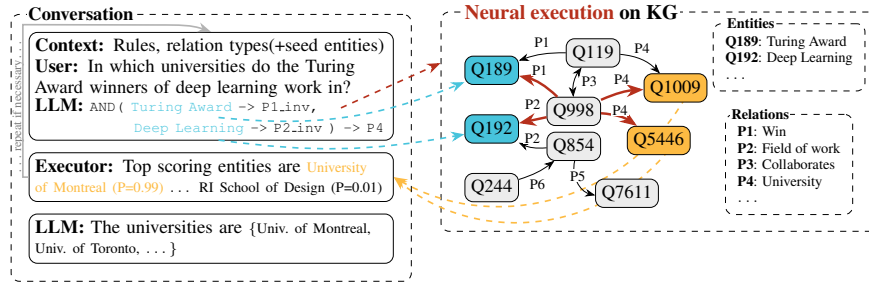 Conversation
Context: Rules, relation types(+seed entities)
User: In which universities do the Turing
Award winners of deep learning work in?
LLM: AND( Turing Award -> P1_inv,
Deep Learning -> P2_inv ) -> P4
... repeat if necessary ...
Executor: Top scoring entities are University
of Montreal (P=0.99) ... RI School of Design (P=0.01)
LLM: The universities are {Univ. of Montreal,
Univ. of Toronto, ...}
Neural execution on KG
Q119
P1
P4
Q189
P1
P3
P4
Q1009
Q998
P2
P4
Q192
Q5446
P2
Q854
Q244
P6
P5
Q7611
Entities
Q189: Turing Award
Q192: Deep Learning
...
Relations
P1: Win
P2: Field of work
P3: Collaborates
P4: University
...